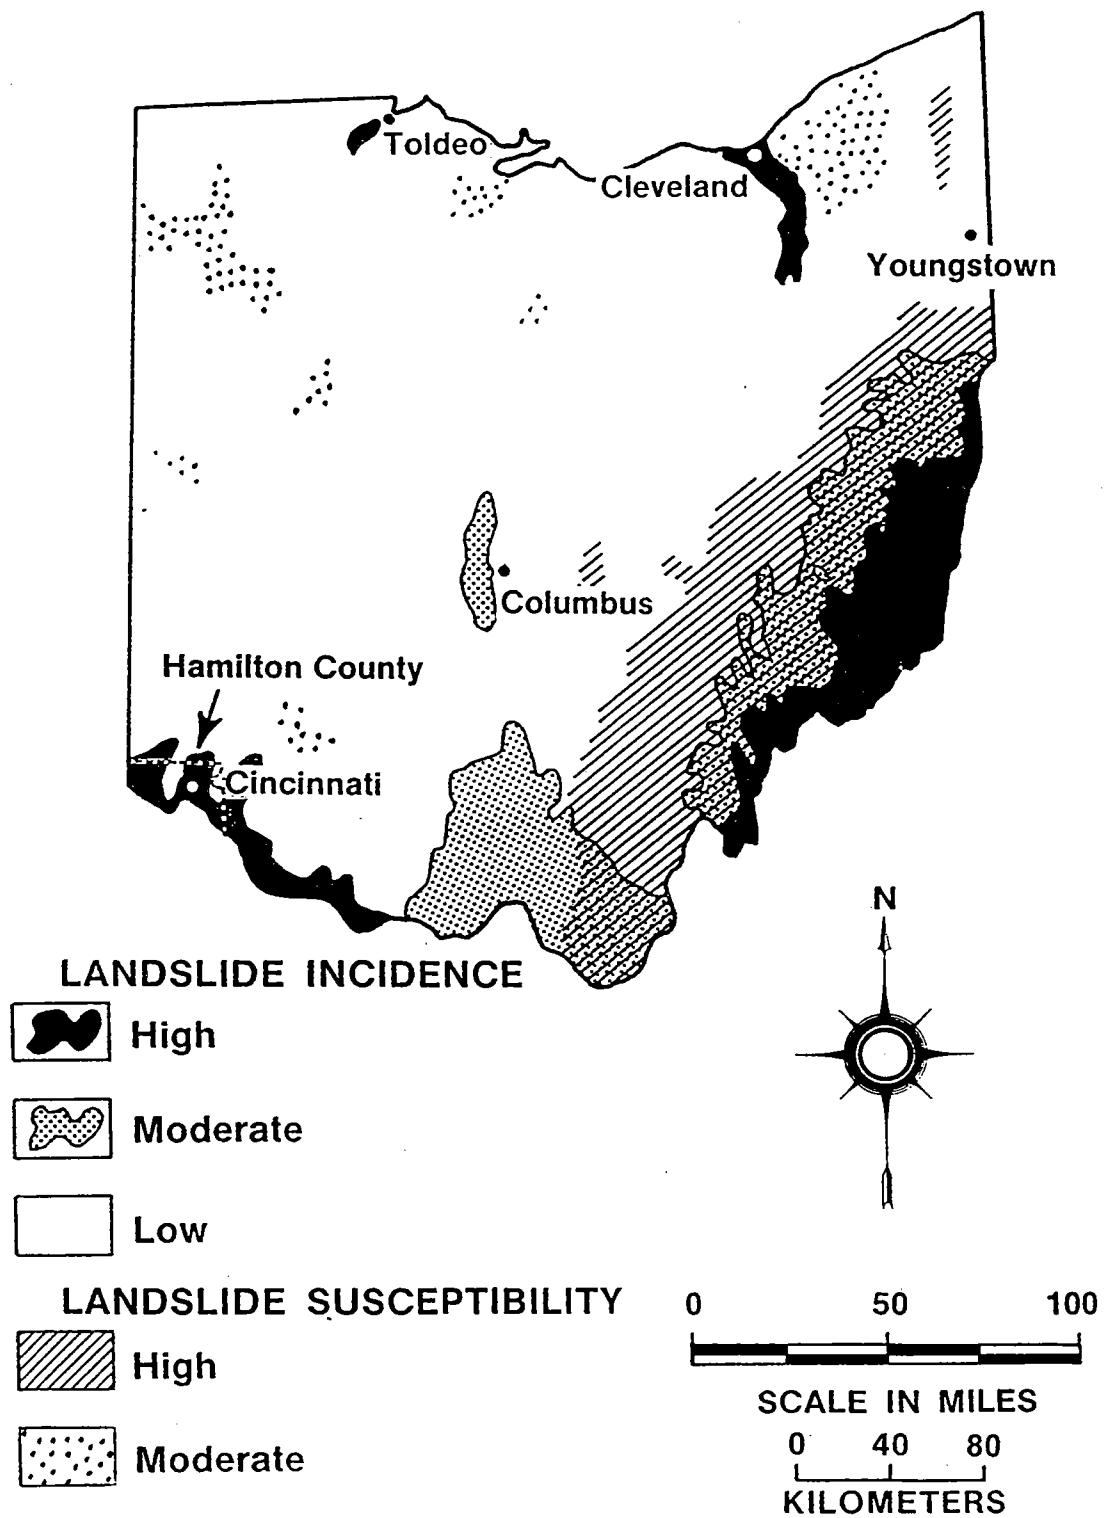 Toldeo
Cleveland
Youngstown
Columbus
Hamilton County
Cincinnati
N
LANDSLIDE INCIDENCE
High
Moderate
Low
LANDSLIDE SUSCEPTIBILITY
High
Moderate
0 50 100
SCALE IN MILES
0 40 80
KILOMETERS